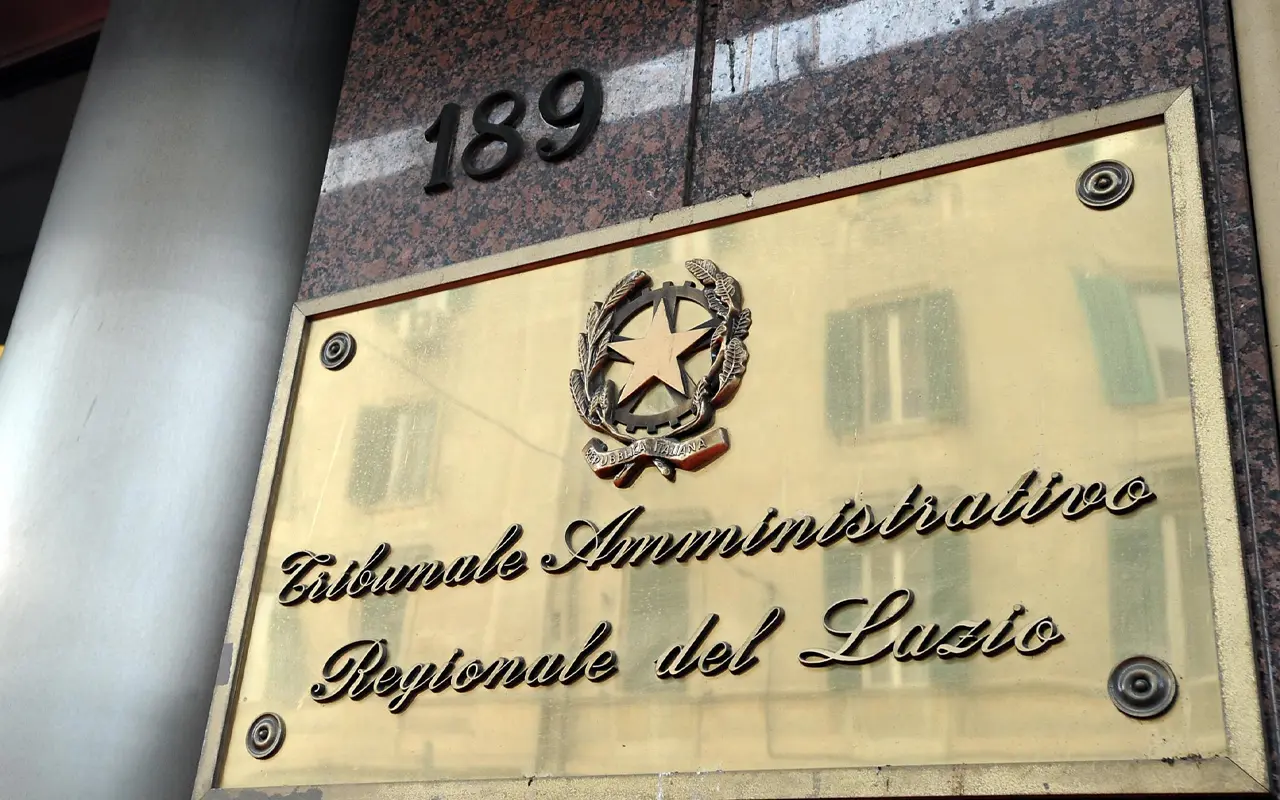 189
REPUBBLICA ITALIANA
Tribunale Amministrativo
Regionale del Lazio